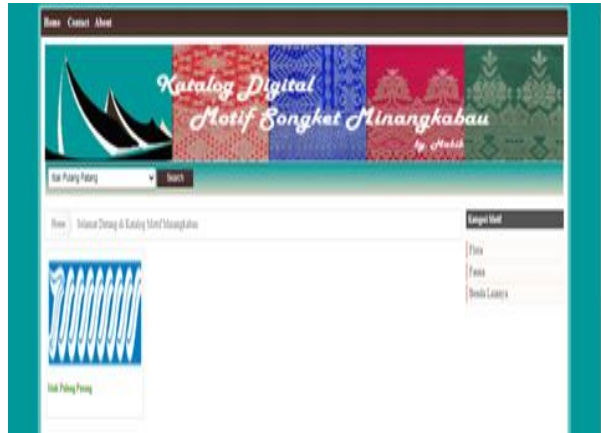 Home Contact About
Katalog Digital
Motif Songket Minangkabau
by Mukib
Itiak Pulang Patang
Search
Home Selamat Datang di Katalog Motif Minangkabau
Kategori Motif
Flora
Fauna
Benda Lainnya
Itiak Pulang Patang